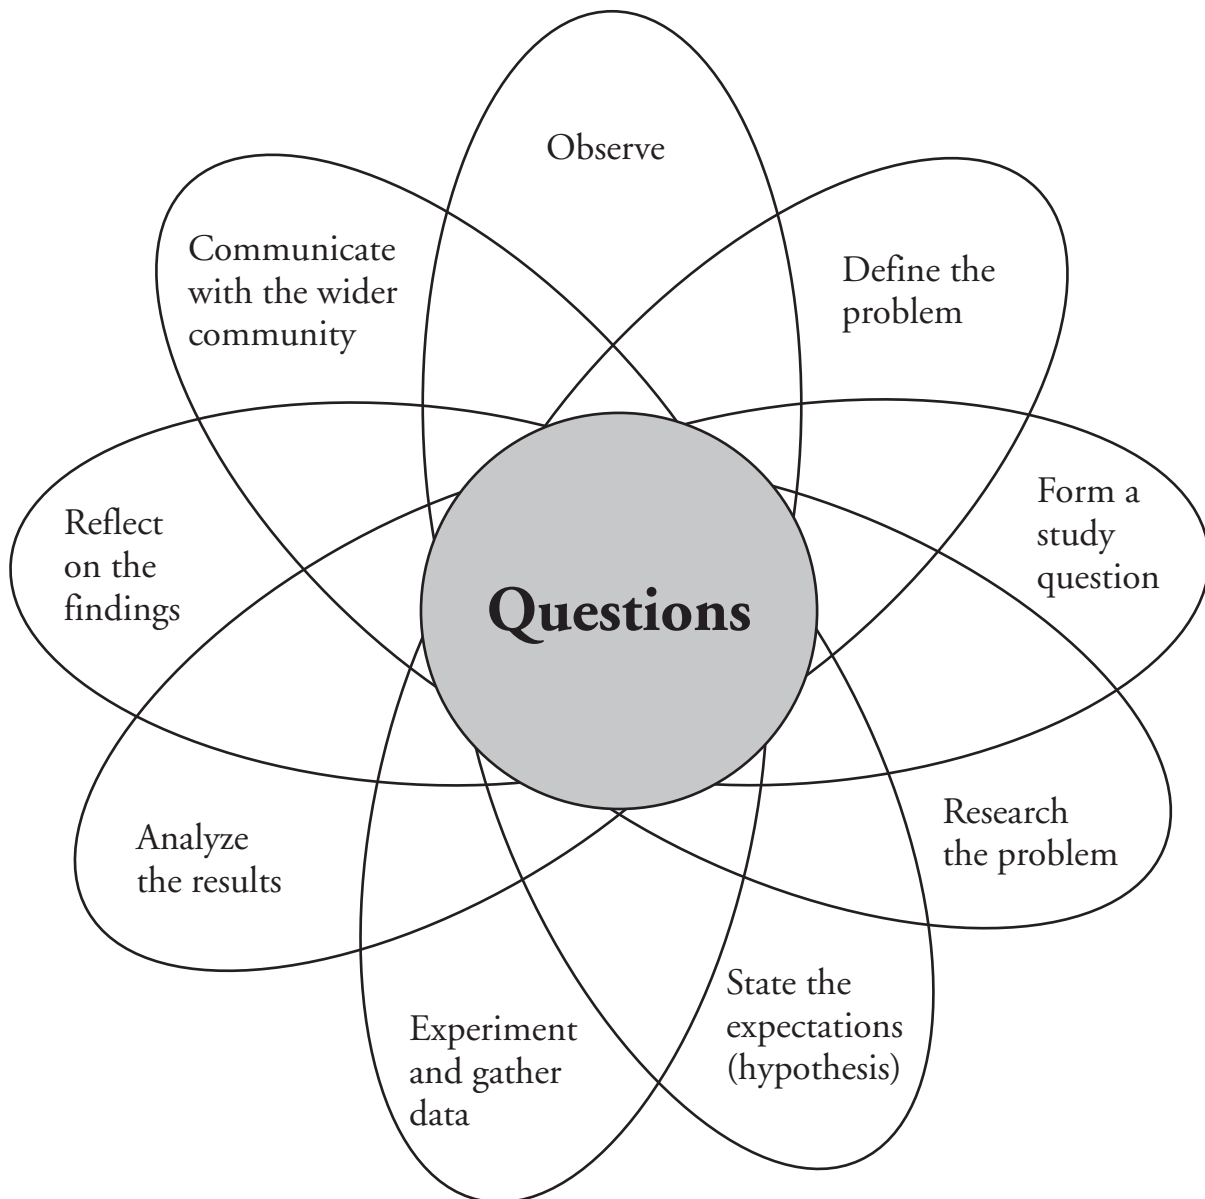 Observe
Define the
problem
Form a
study
question
Research
the problem
State the
expectations
(hypothesis)
Experiment
and gather
data
Analyze
the results
Reflect
on the
findings
Communicate
with the wider
community
Questions